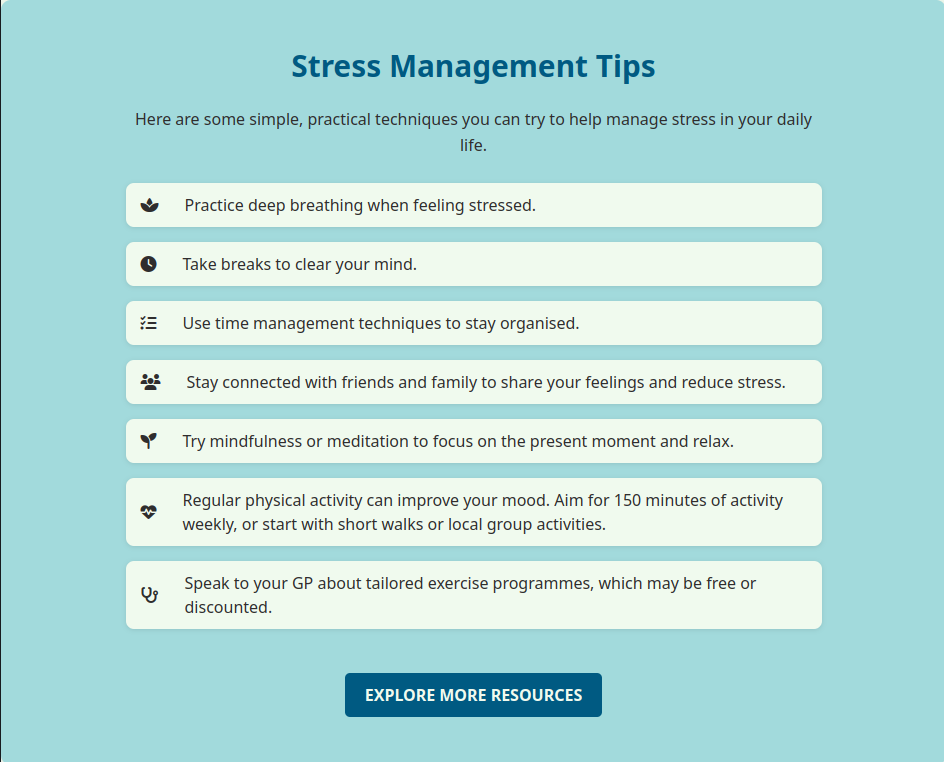 Stress Management Tips
Here are some simple, practical techniques you can try to help manage stress in your daily
life.
Practice deep breathing when feeling stressed.
Take breaks to clear your mind.
Use time management techniques to stay organised.
Stay connected with friends and family to share your feelings and reduce stress.
Try mindfulness or meditation to focus on the present moment and relax.
Regular physical activity can improve your mood. Aim for 150 minutes of activity
weekly, or start with short walks or local group activities.
Speak to your GP about tailored exercise programmes, which may be free or
discounted.
EXPLORE MORE RESOURCES